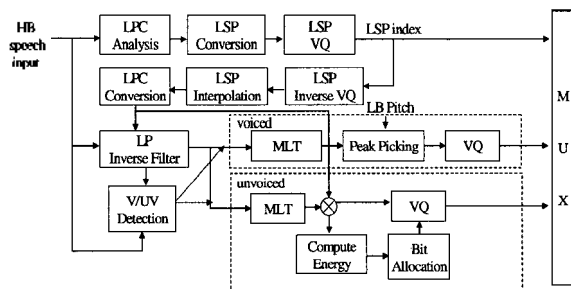 HB
speech
input
LPC
Analysis
LSP
Conversion
LSP
VQ
LSP index
LPC
Conversion
LSP
Interpolation
LSP
Inverse VQ
LB Pitch
voiced
LP
Inverse Filter
MLT
Peak Picking
VQ
V/UV
Detection
unvoiced
MLT
VQ
Compute
Energy
Bit
Allocation
M
U
X